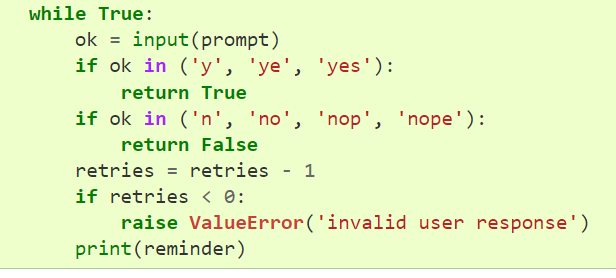 while True:
    ok = input(prompt)
    if ok in ('y', 'ye', 'yes'):
        return True
    if ok in ('n', 'no', 'nop', 'nope'):
        return False
    retries = retries - 1
    if retries < 0:
        raise ValueError('invalid user response')
    print(reminder)